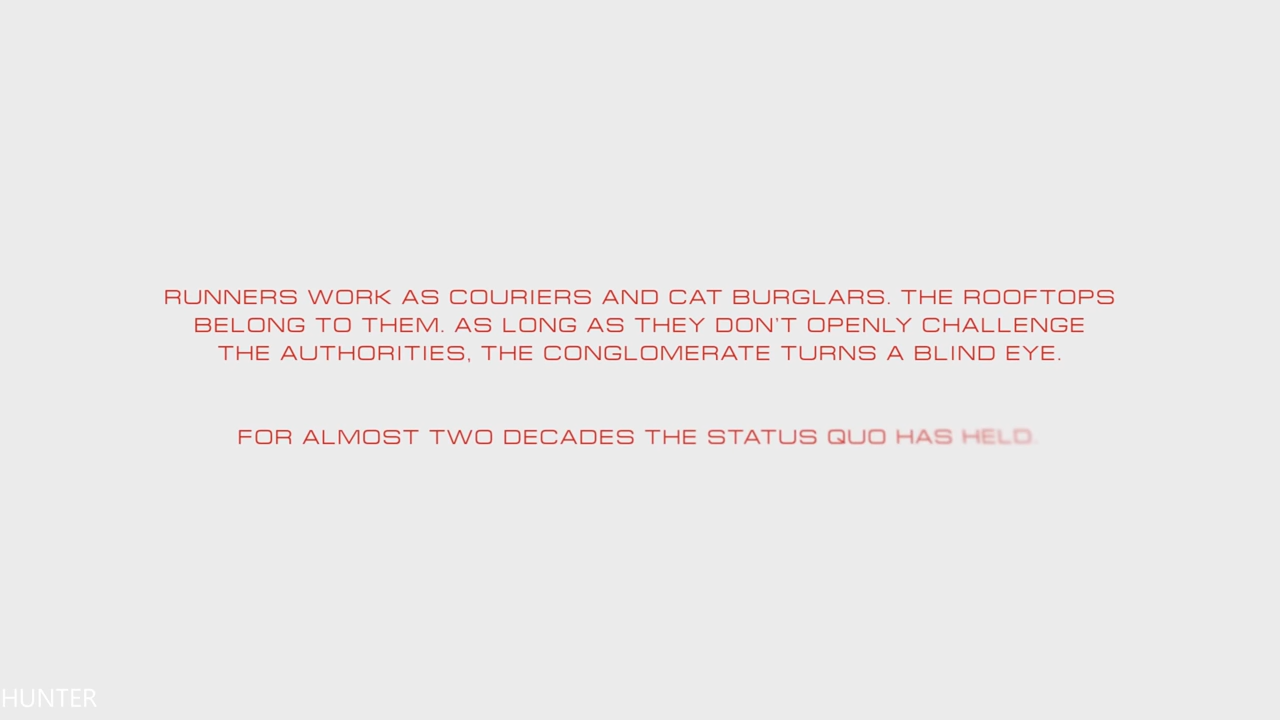 RUNNERS WORK AS COURIERS AND CAT BURGLARS. THE ROOFTOPS
BELONG TO THEM. AS LONG AS THEY DON'T OPENLY CHALLENGE
THE AUTHORITIES, THE CONGLOMERATE TURNS A BLIND EYE.
FOR ALMOST TWO DECADES THE STATUS QUO HAS HELD.
HUNTER